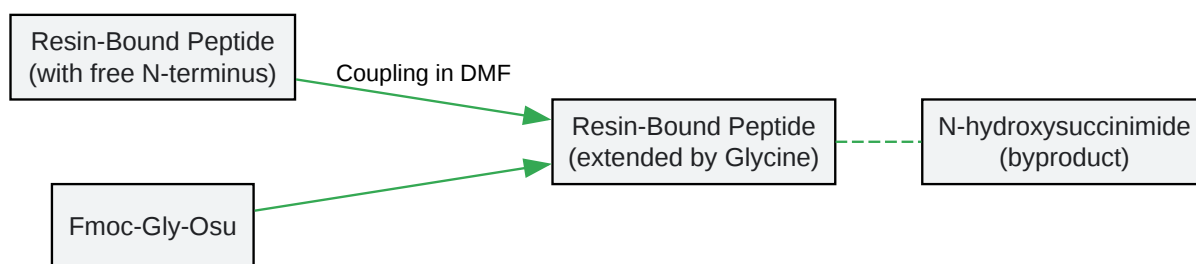 Resin-Bound Peptide
(with free N-terminus)
Coupling in DMF
Fmoc-Gly-Osu
Resin-Bound Peptide
(extended by Glycine)
N-hydroxysuccinimide
(byproduct)